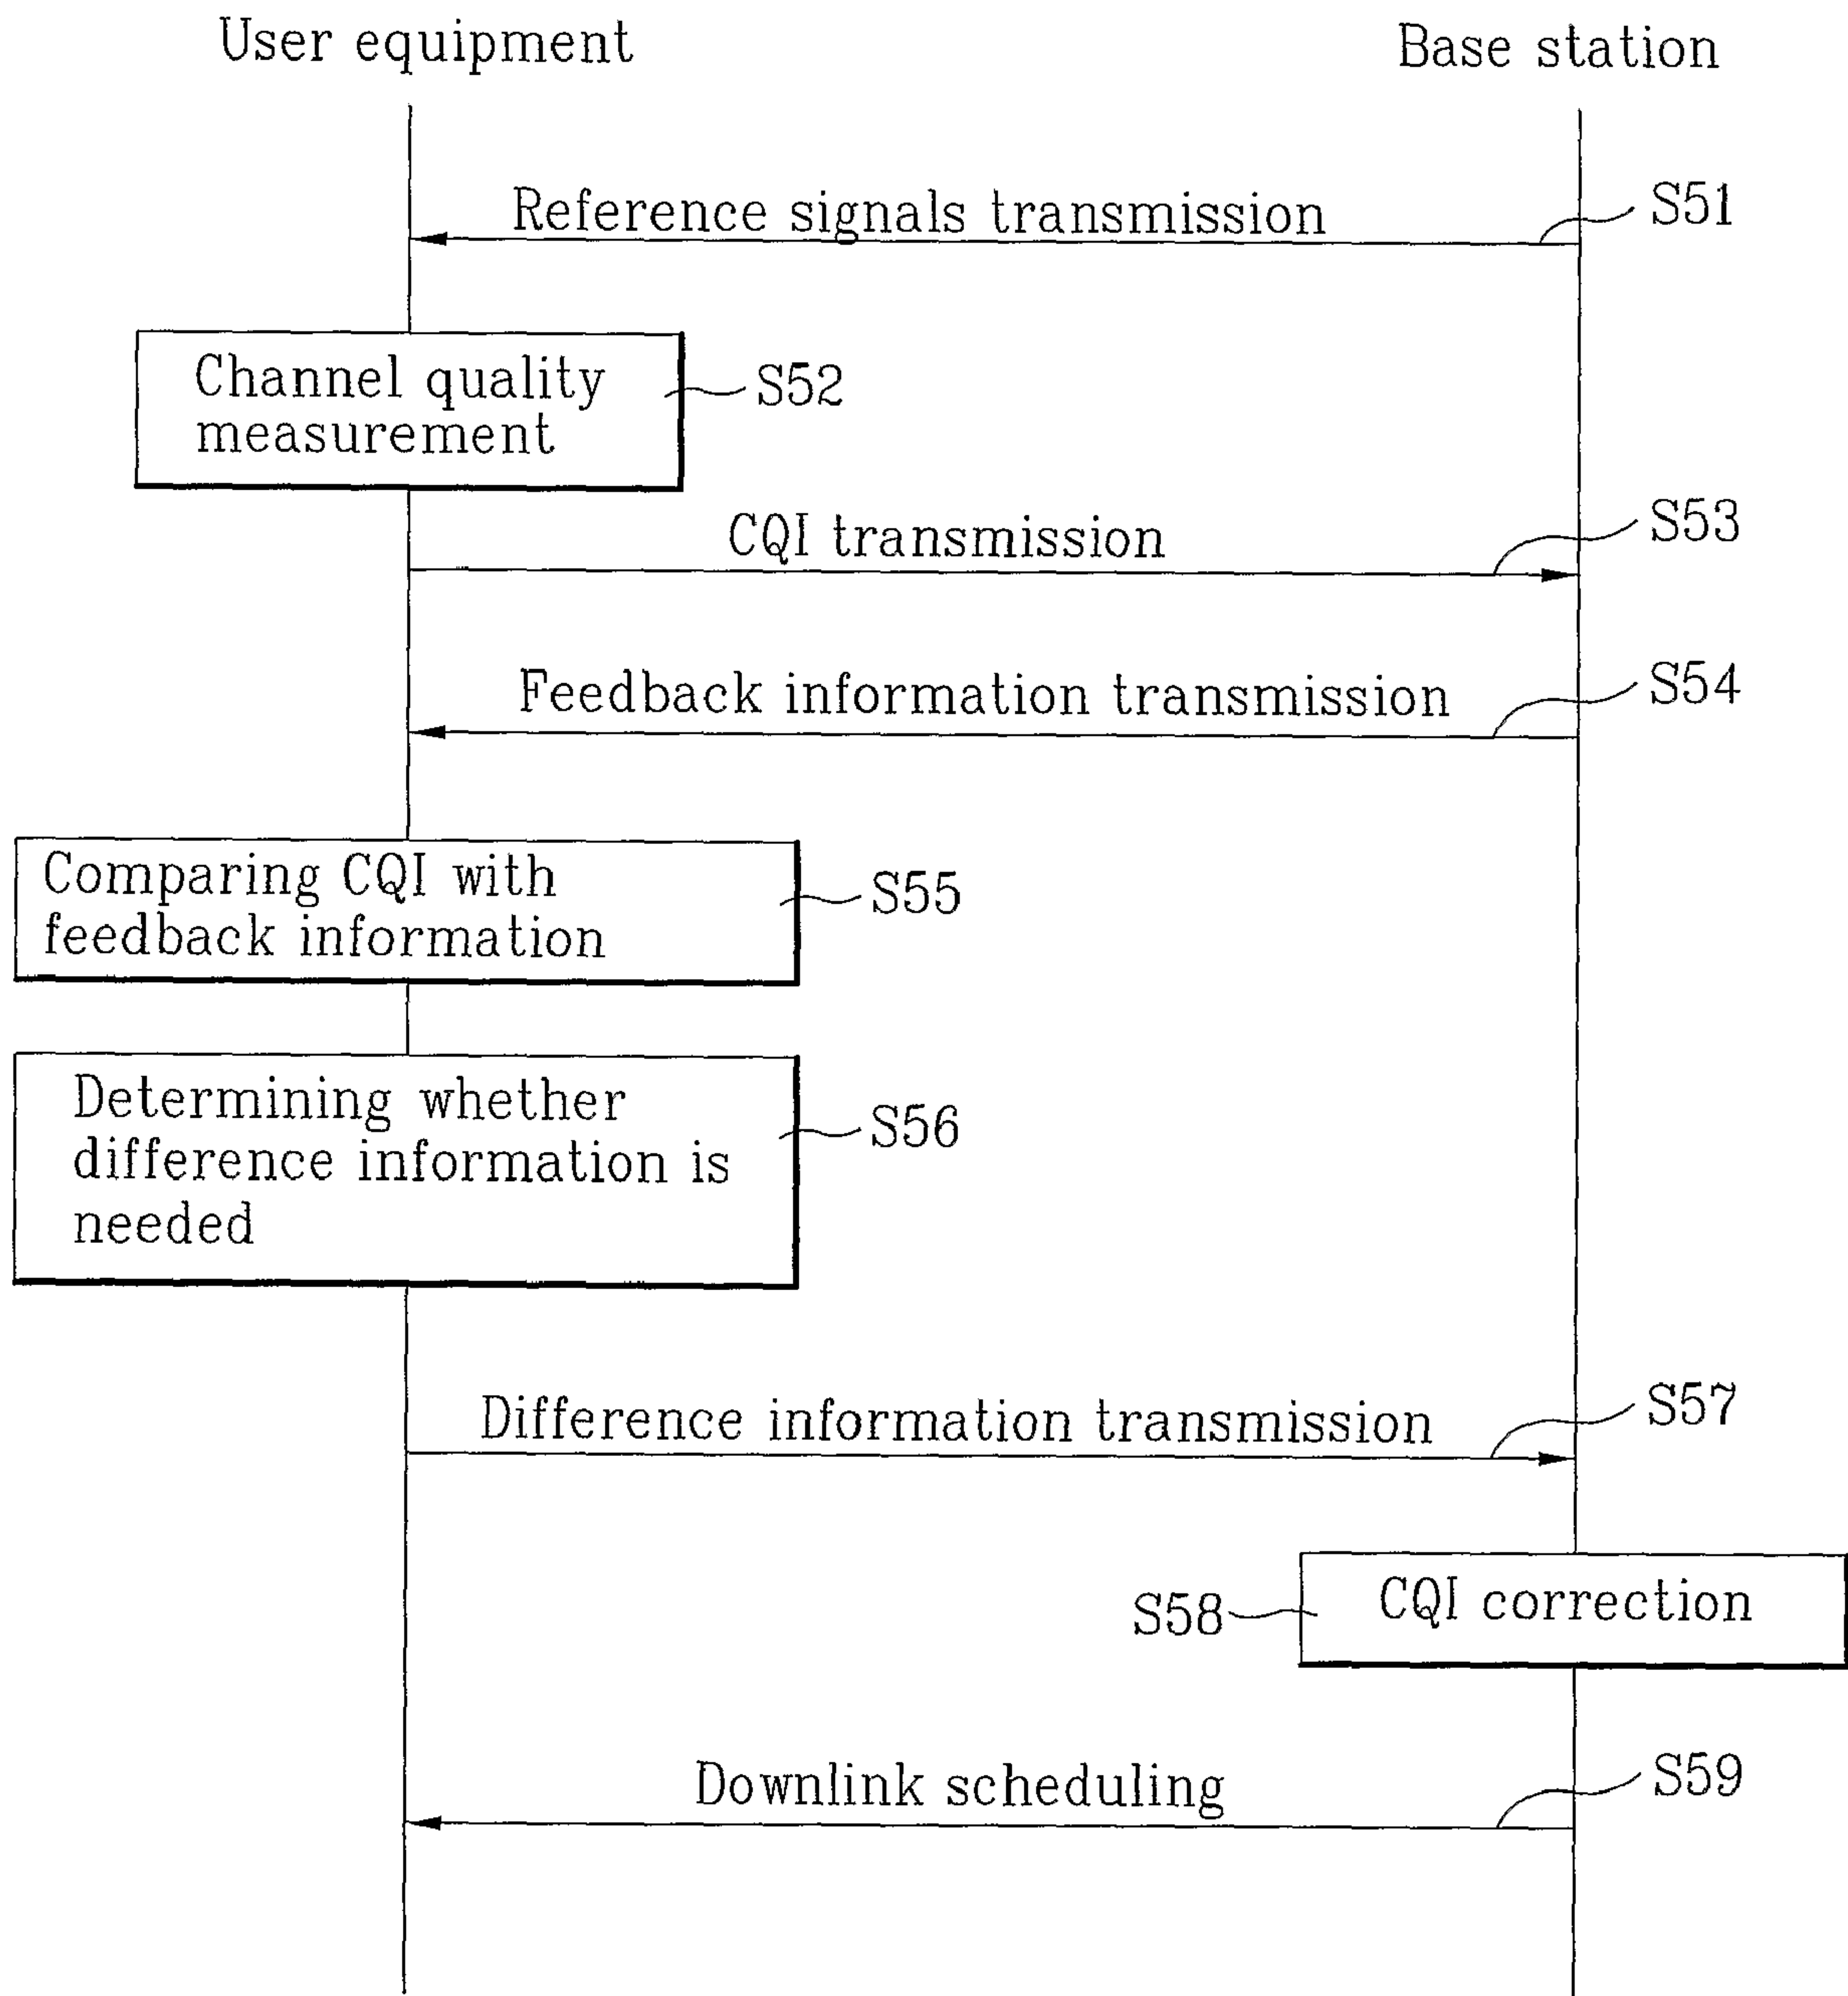 User equipment
Base station
Reference signals transmission
S51
Channel quality
measurement
S52
CQI transmission
S53
Feedback information transmission
S54
Comparing CQI with
feedback information
S55
Determining whether
difference information is
needed
S56
Difference information transmission
S57
S58
CQI correction
Downlink scheduling
S59